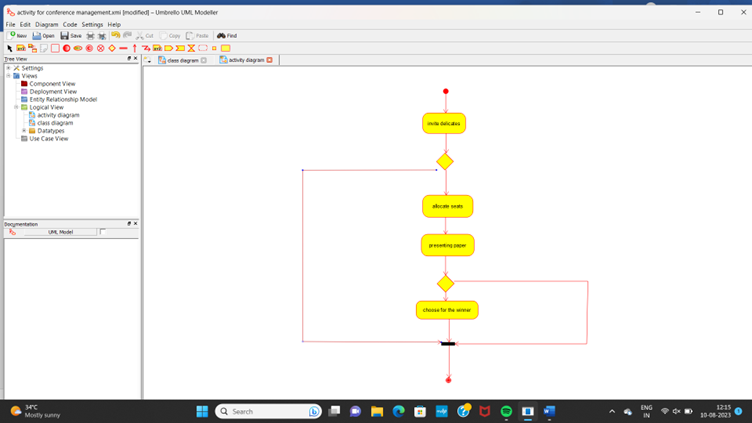 activity for conference management.xmi [modified] – Umbrello UML Modeller
File Edit Diagram Code Settings Help
New Open Save Undo Redo Cut Copy Paste Find
Tree View
class diagram activity diagram
Settings
Views
Component View
Deployment View
Entity Relationship Model
Logical View
activity diagram
class diagram
Datatypes
Use Case View
Documentation
UML Model
invite delicates
allocate seats
presenting paper
choose for the winner
34°C
Mostly sunny
Search
ENG
IN
12:15
10-08-2023